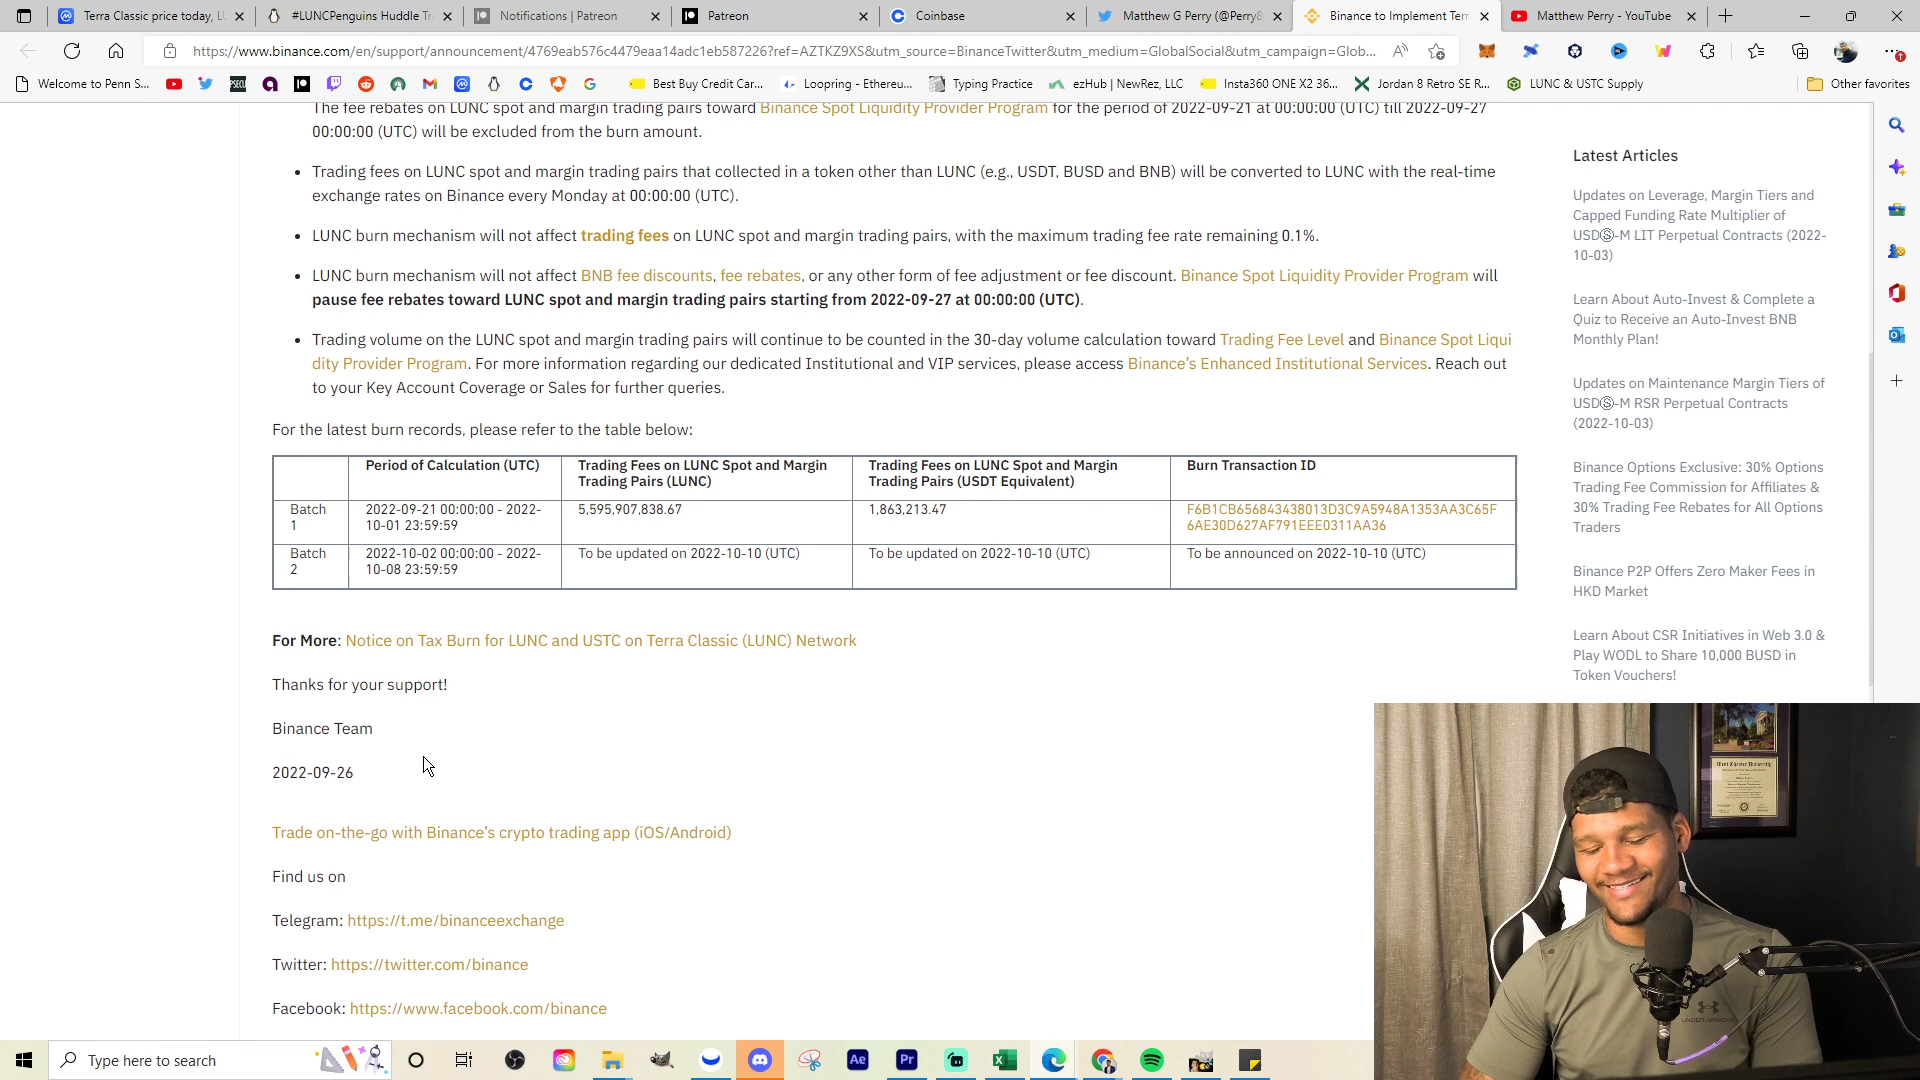 Terra Classic price today, L
#LUNCPenguins Huddle Tr
Notifications | Patreon
Patreon
Coinbase
Matthew G Perry (@Perry8
Binance to Implement Terr
Matthew Perry - YouTube
https://www.binance.com/en/support/announcement/4769eab576c4479eaa14adc1eb587226?ref=AZTKZ9XS&utm_source=BinanceTwitter&utm_medium=GlobalSocial&utm_campaign=Glob...
Welcome to Penn S...
Best Buy Credit Car...
Loopring - Ethereu...
Typing Practice
ezHub | NewRez, LLC
Insta360 ONE X2 36...
Jordan 8 Retro SE R...
LUNC & USTC Supply
Other favorites
The fee rebates on LUNC spot and margin trading pairs toward Binance Spot Liquidity Provider Program for the period of 2022-09-21 at 00:00:00 (UTC) till 2022-09-27
00:00:00 (UTC) will be excluded from the burn amount.
• Trading fees on LUNC spot and margin trading pairs that collected in a token other than LUNC (e.g., USDT, BUSD and BNB) will be converted to LUNC with the real-time
exchange rates on Binance every Monday at 00:00:00 (UTC).
• LUNC burn mechanism will not affect trading fees on LUNC spot and margin trading pairs, with the maximum trading fee rate remaining 0.1%.
• LUNC burn mechanism will not affect BNB fee discounts, fee rebates, or any other form of fee adjustment or fee discount. Binance Spot Liquidity Provider Program will
pause fee rebates toward LUNC spot and margin trading pairs starting from 2022-09-27 at 00:00:00 (UTC).
• Trading volume on the LUNC spot and margin trading pairs will continue to be counted in the 30-day volume calculation toward Trading Fee Level and Binance Spot Liqui
dity Provider Program. For more information regarding our dedicated Institutional and VIP services, please access Binance's Enhanced Institutional Services. Reach out
to your Key Account Coverage or Sales for further queries.
For the latest burn records, please refer to the table below:
Period of Calculation (UTC)
Trading Fees on LUNC Spot and Margin
Trading Pairs (LUNC)
Trading Fees on LUNC Spot and Margin
Trading Pairs (USDT Equivalent)
Burn Transaction ID
Batch
1
2022-09-21 00:00:00 - 2022-
10-01 23:59:59
5,595,907,838.67
1,863,213.47
F6B1CB656843438013D3C9A5948A1353AA3C65F
6AE30D627AF791EEE0311AA36
Batch
2
2022-10-02 00:00:00 - 2022-
10-08 23:59:59
To be updated on 2022-10-10 (UTC)
To be updated on 2022-10-10 (UTC)
To be announced on 2022-10-10 (UTC)
For More: Notice on Tax Burn for LUNC and USTC on Terra Classic (LUNC) Network
Thanks for your support!
Binance Team
2022-09-26
Trade on-the-go with Binance's crypto trading app (iOS/Android)
Find us on
Telegram: https://t.me/binanceexchange
Twitter: https://twitter.com/binance
Facebook: https://www.facebook.com/binance
Latest Articles
Updates on Leverage, Margin Tiers and
Capped Funding Rate Multiplier of
USDⓈ-M LIT Perpetual Contracts (2022-
10-03)
Learn About Auto-Invest & Complete a
Quiz to Receive an Auto-Invest BNB
Monthly Plan!
Updates on Maintenance Margin Tiers of
USDⓈ-M RSR Perpetual Contracts
(2022-10-03)
Binance Options Exclusive: 30% Options
Trading Fee Commission for Affiliates &
30% Trading Fee Rebates for All Options
Traders
Binance P2P Offers Zero Maker Fees in
HKD Market
Learn About CSR Initiatives in Web 3.0 &
Play WODL to Share 10,000 BUSD in
Token Vouchers!
UNDER ARMOUR
Type here to search
Ae
Pr